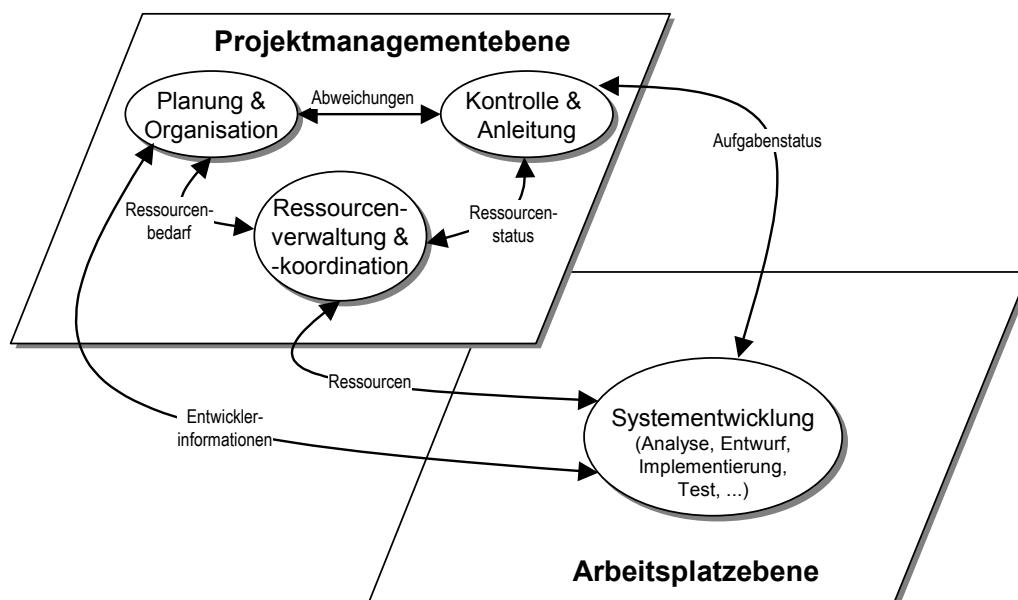 Projektmanagementebene
Planung &
Organisation
Abweichungen
Kontrolle &
Anleitung
Aufgabenstatus
Ressourcen-
bedarf
Ressourcen-
verwaltung &
-koordination
Ressourcen-
status
Ressourcen
Entwickler-
informationen
Systementwicklung
(Analyse, Entwurf,
Implementierung,
Test, ...)
Arbeitsplatzebene